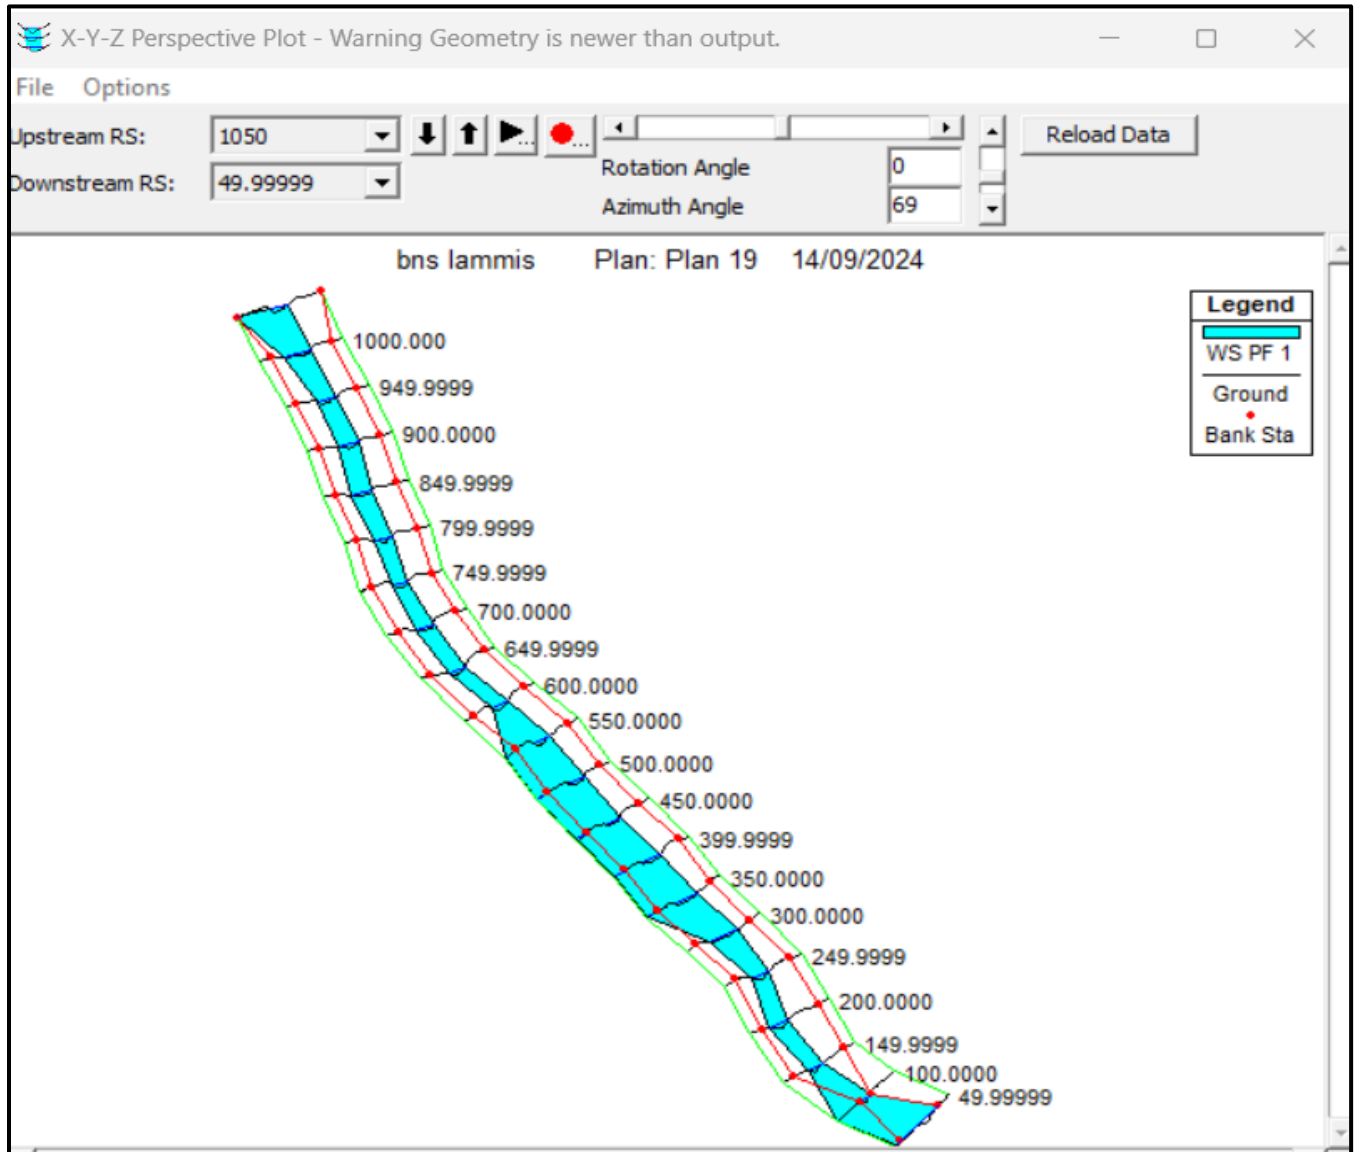 X-Y-Z Perspective Plot - Warning Geometry is newer than output.
File Options
Upstream RS: 1050
Reload Data
Rotation Angle 0
Downstream RS: 49.99999
Azimuth Angle 69
bns lammis Plan: Plan 19 14/09/2024
Legend
WS PF 1
Ground
Bank Sta
1000.000
949.9999
900.0000
849.9999
799.9999
749.9999
700.0000
649.9999
600.0000
550.0000
500.0000
450.0000
399.9999
350.0000
300.0000
249.9999
200.0000
149.9999
100.0000
49.99999